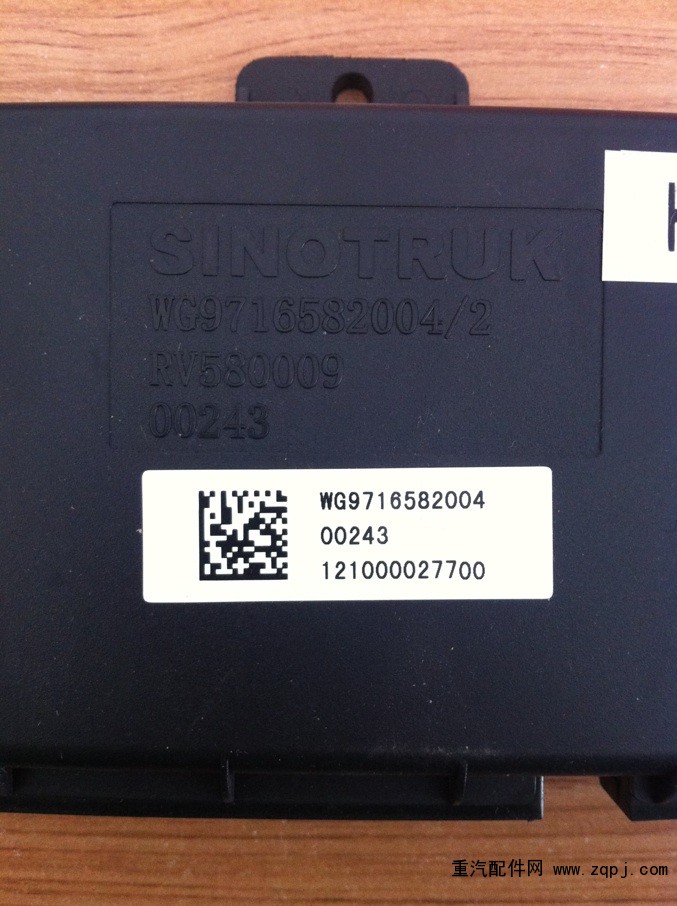 SINOTRUK
WG9716582004/2
RV580009
00243
WG9716582004
00243
121000027700
重汽配件网 www.zqpj.com